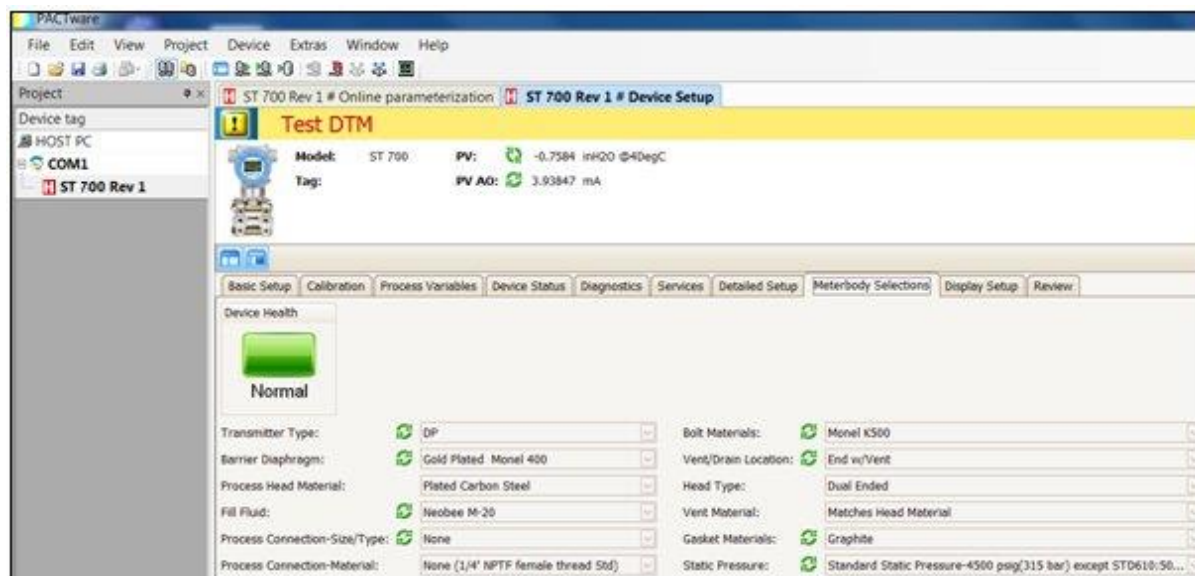 PACTware
File Edit View Project Device Extras Window Help
Project
ST 700 Rev 1 # Online parameterization ST 700 Rev 1 # Device Setup
Device tag
HOST PC
COM1
ST 700 Rev 1
Test DTM
Model: ST 700 PV: -0.7584 inH2O @4DegC
Tag: PV AO: 3.93847 mA
Basic Setup Calibration Process Variables Device Status Diagnostics Services Detailed Setup Meterbody Selections Display Setup Review
Device Health
Normal
Transmitter Type: DP Bolt Materials: Monel K500
Barrier Diaphragm: Gold Plated Monel 400 Vent/Drain Location: End w/Vent
Process Head Material: Plated Carbon Steel Head Type: Dual Ended
Fill Fluid: Neobee M-20 Vent Material: Matches Head Material
Process Connection-Size/Type: None Gasket Materials: Graphite
Process Connection-Material: None (1/4' NPTF female thread Std) Static Pressure: Standard Static Pressure-4500 psig(315 bar) except STD610:50...